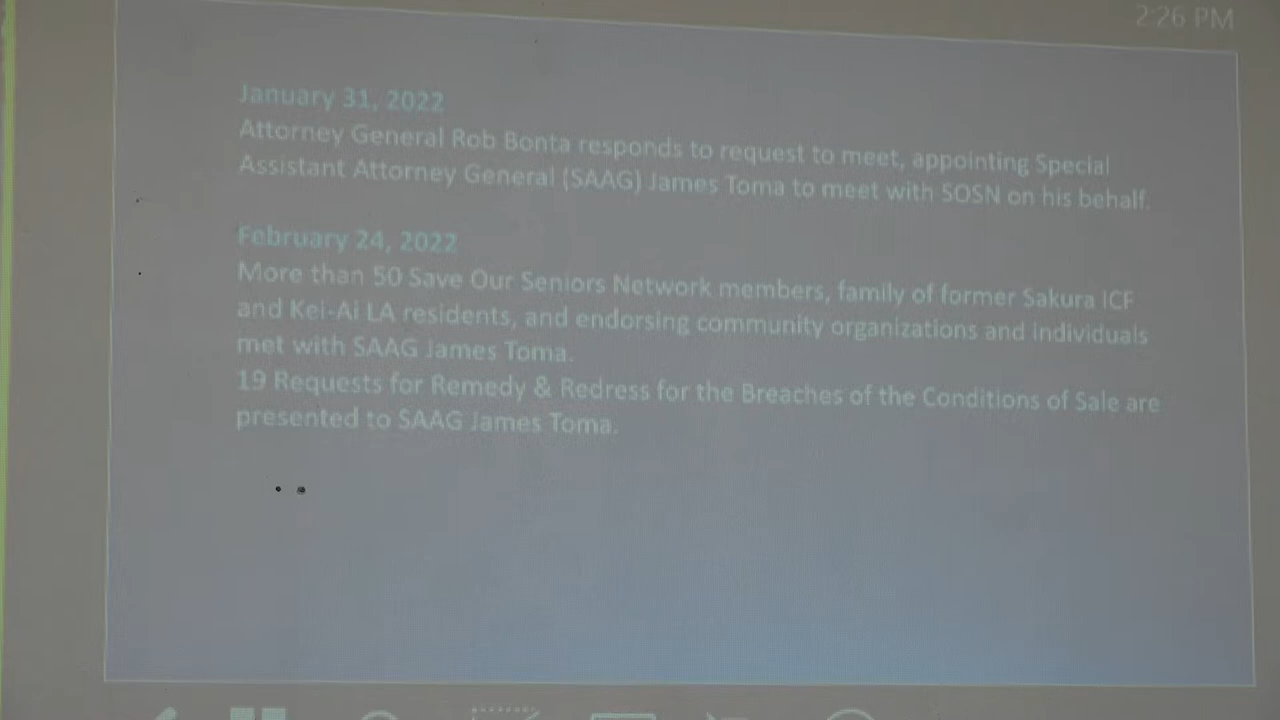 2:26 PM
January 31, 2022
Attorney General Rob Bonta responds to request to meet, appointing Special
Assistant Attorney General (SAAG) James Toma to meet with SOSN on his behalf.
February 24, 2022
More than 50 Save Our Seniors Network members, family of former Sakura ICF
and Kei-Ai LA residents, and endorsing community organizations and individuals
met with SAAG James Toma.
19 Requests for Remedy & Redress for the Breaches of the Conditions of Sale are
presented to SAAG James Toma.